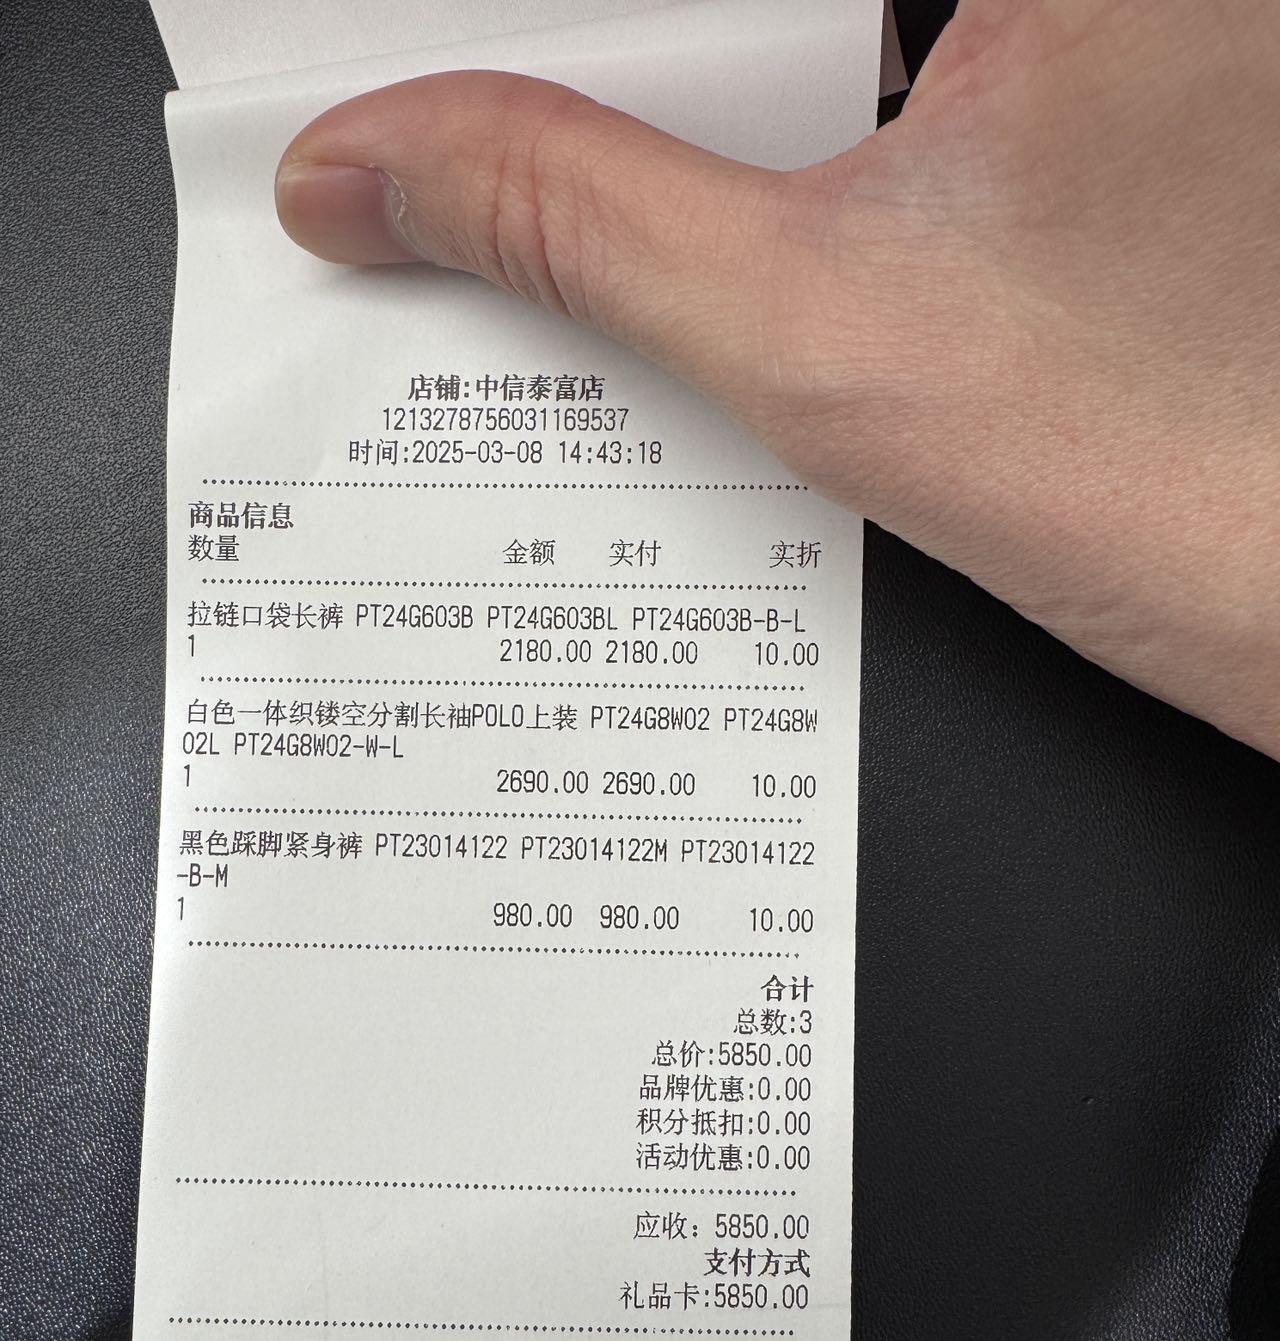 店铺:中信泰富店
1213278756031169537
时间:2025-03-08 14:43:18
商品信息
数量 金额 实付 实折
拉链口袋长裤 PT24G603B PT24G603BL PT24G603B-B-L
1 2180.00 2180.00 10.00
白色一体织镂空分割长袖POLO上装 PT24G8W02 PT24G8W
02L PT24G8W02-W-L
1 2690.00 2690.00 10.00
黑色踩脚紧身裤 PT23014122 PT23014122M PT23014122
-B-M
1 980.00 980.00 10.00
合计
总数:3
总价:5850.00
品牌优惠:0.00
积分抵扣:0.00
活动优惠:0.00
应收: 5850.00
支付方式
礼品卡:5850.00